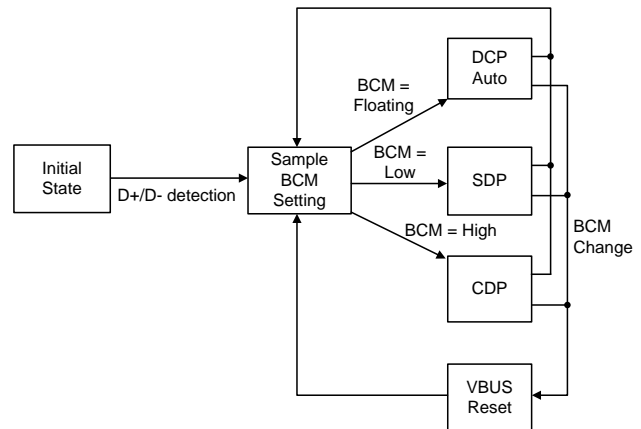 DCP
Auto
BCM =
Floating
Initial
State
D+/D- detection
Sample
BCM
Setting
BCM =
Low
SDP
BCM = High
BCM
Change
CDP
VBUS
Reset